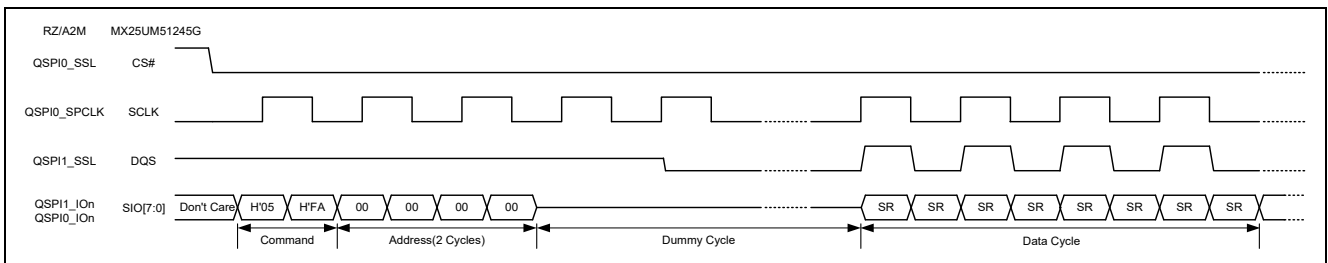 RZ/A2M MX25UM51245G
QSPI0_SSL CS#
QSPI0_SPCLK SCLK
QSPI1_SSL DQS
QSPI1_IOn
QSPI0_IOn
SIO[7:0] Don't Care H'05 H'FA 00 00 00 00 SR SR SR SR SR SR SR SR
Command Address(2 Cycles) Dummy Cycle Data Cycle